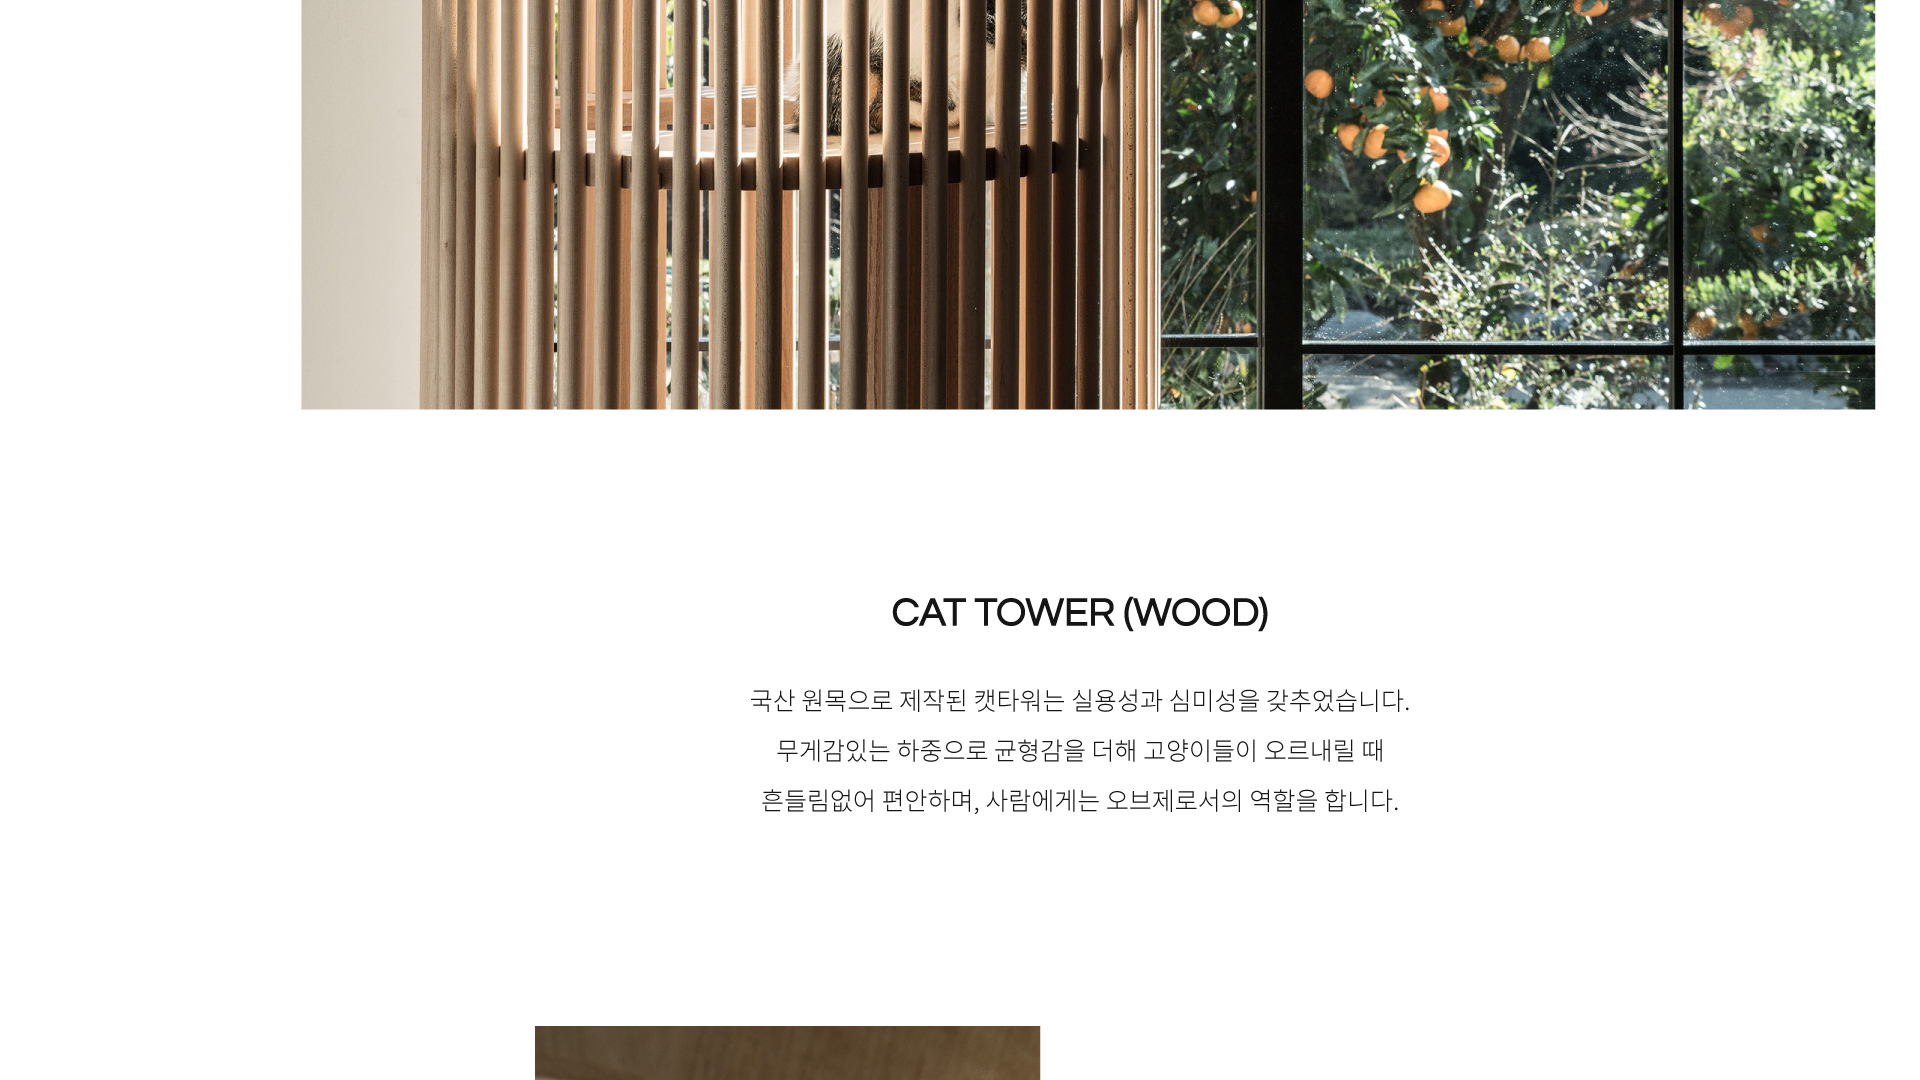 CAT TOWER (WOOD)
국산 원목으로 제작된 캣타워는 실용성과 심미성을 갖추었습니다.
무게감있는 하중으로 균형감을 더해 고양이들이 오르내릴 때
흔들림없어 편안하며, 사람에게는 오브제로서의 역할을 합니다.